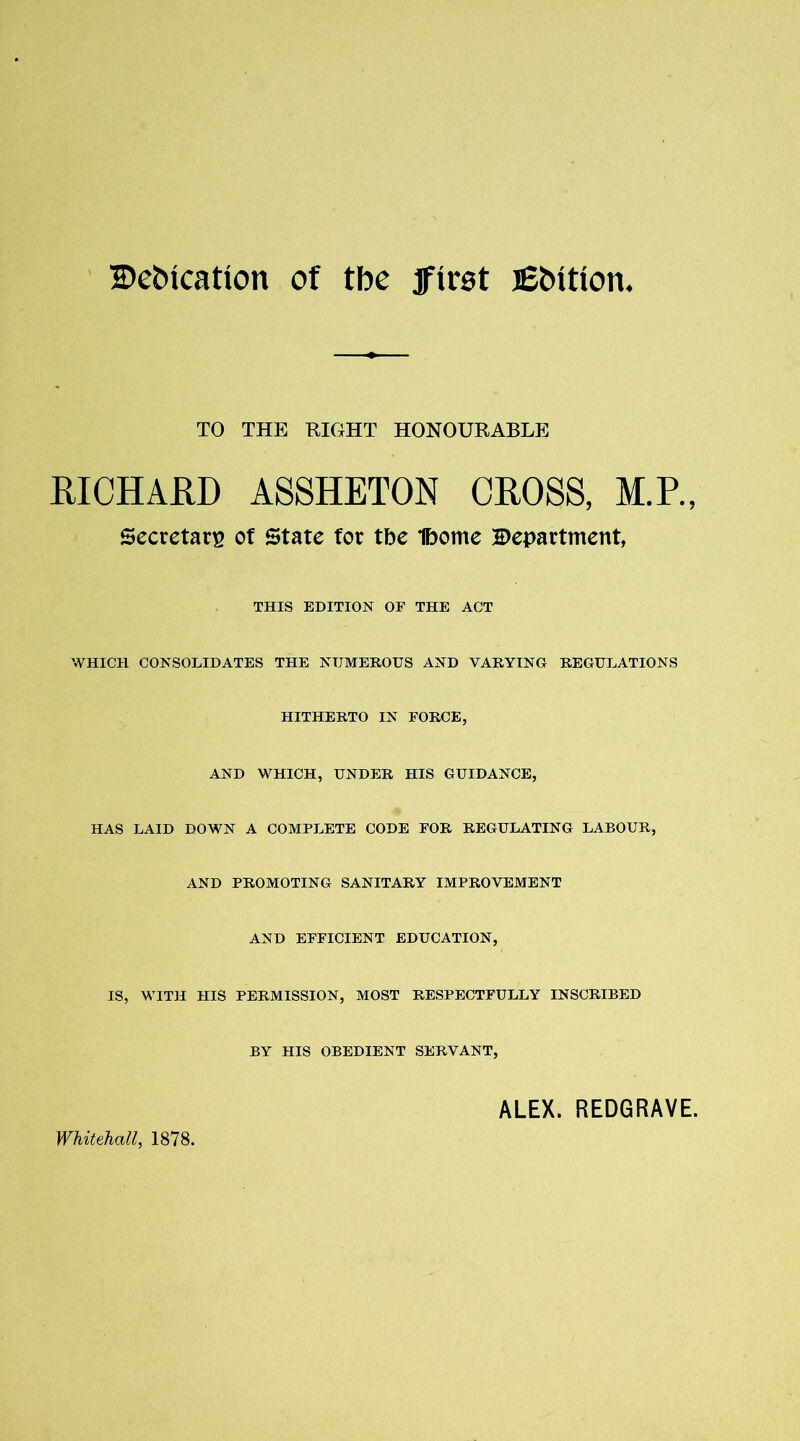 Dedication of the First Edition.
TO THE RIGHT HONOURABLE
RICHARD ASSHETON CROSS, M.P.,
Secretary of State for the Home Department,
THIS EDITION OF THE ACT
WHICH CONSOLIDATES THE NUMEROUS AND VARYING REGULATIONS
HITHERTO IN FORCE,
AND WHICH, UNDER HIS GUIDANCE,
HAS LAID DOWN A COMPLETE CODE FOR REGULATING LABOUR,
AND PROMOTING SANITARY IMPROVEMENT
AND EFFICIENT EDUCATION,
IS, WITH HIS PERMISSION, MOST RESPECTFULLY INSCRIBED
BY HIS OBEDIENT SERVANT,
ALEX. REDGRAVE.
Whitehall, 1878.